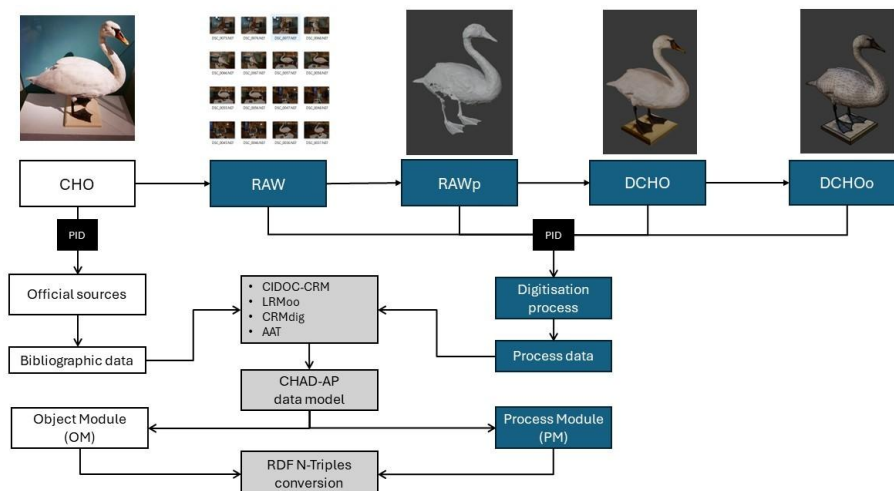 CHO
RAW
RAWp
DCHO
DCHOo
PID
PID
Official sources
CIDOC-CRM
LRMoo
CRMdig
AAT
Digitisation
process
Bibliographic data
Process data
CHAD-AP
data model
Object Module
(OM)
Process Module
(PM)
RDF N-Triples
conversion